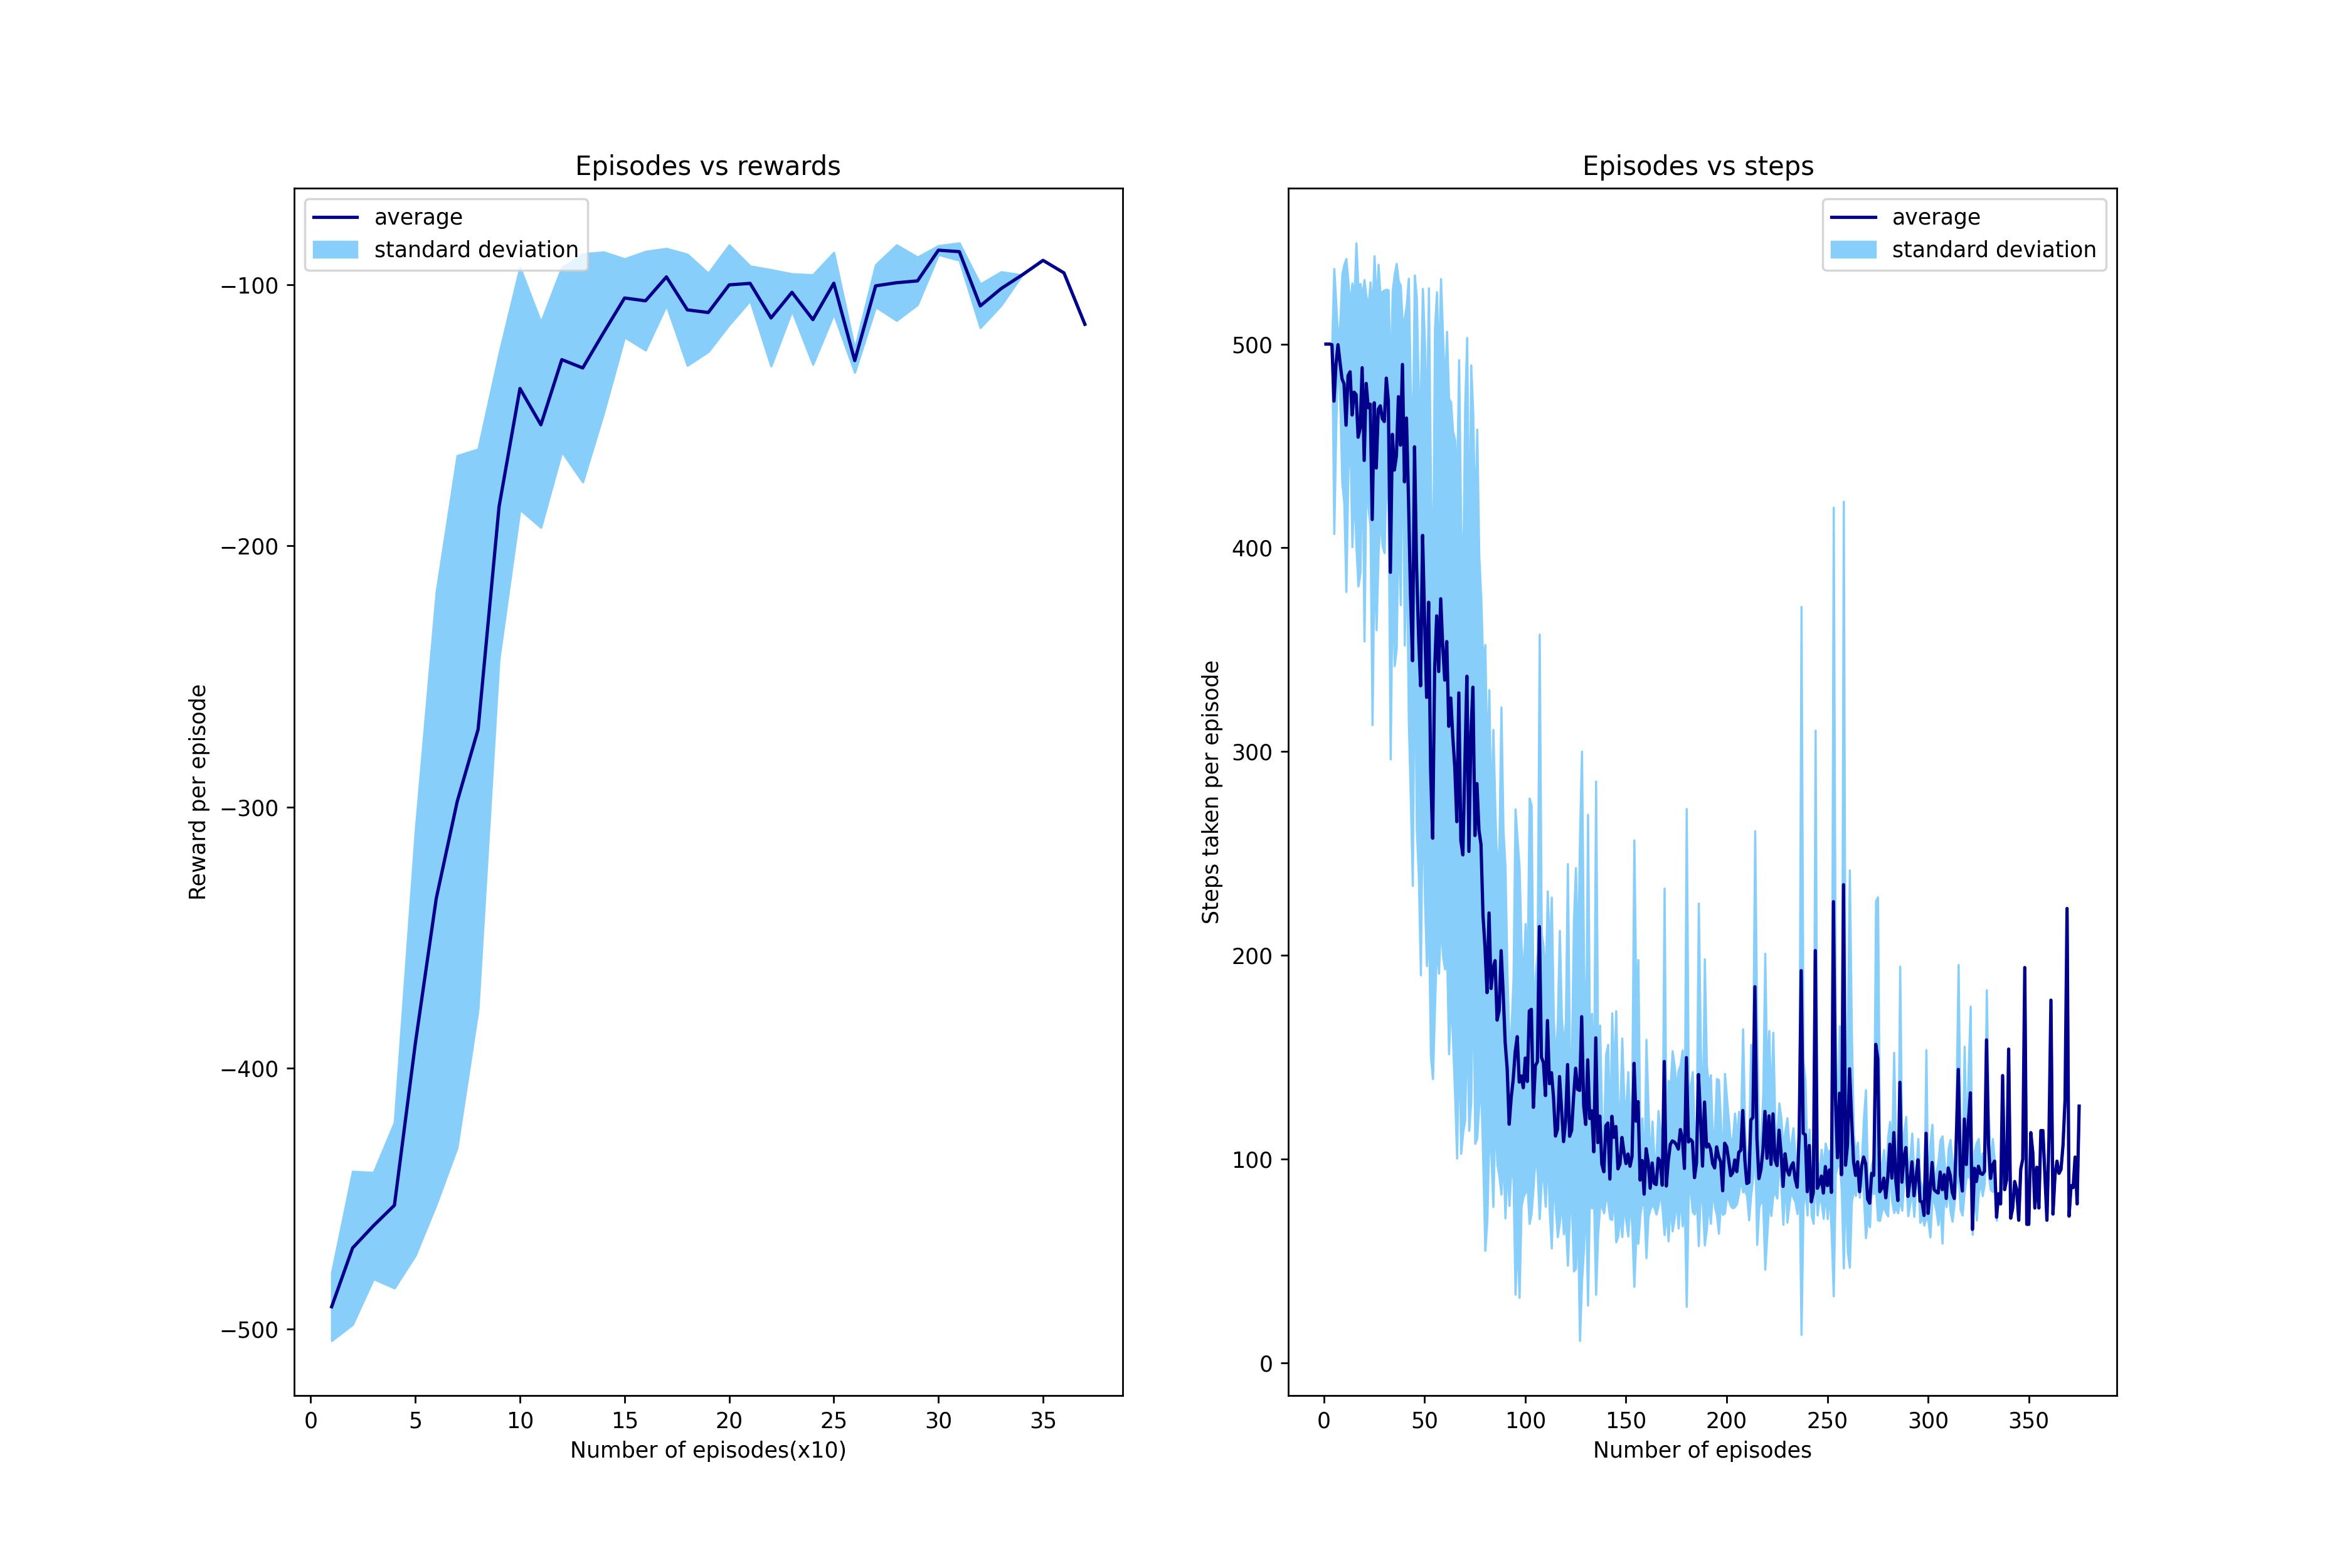 Episodes vs rewards
average
standard deviation
−100
−200
−300
−400
−500
Reward per episode
0 5 10 15 20 25 30 35
Number of episodes(x10)
Episodes vs steps
average
standard deviation
500
400
300
200
100
0
Steps taken per episode
0 50 100 150 200 250 300 350
Number of episodes